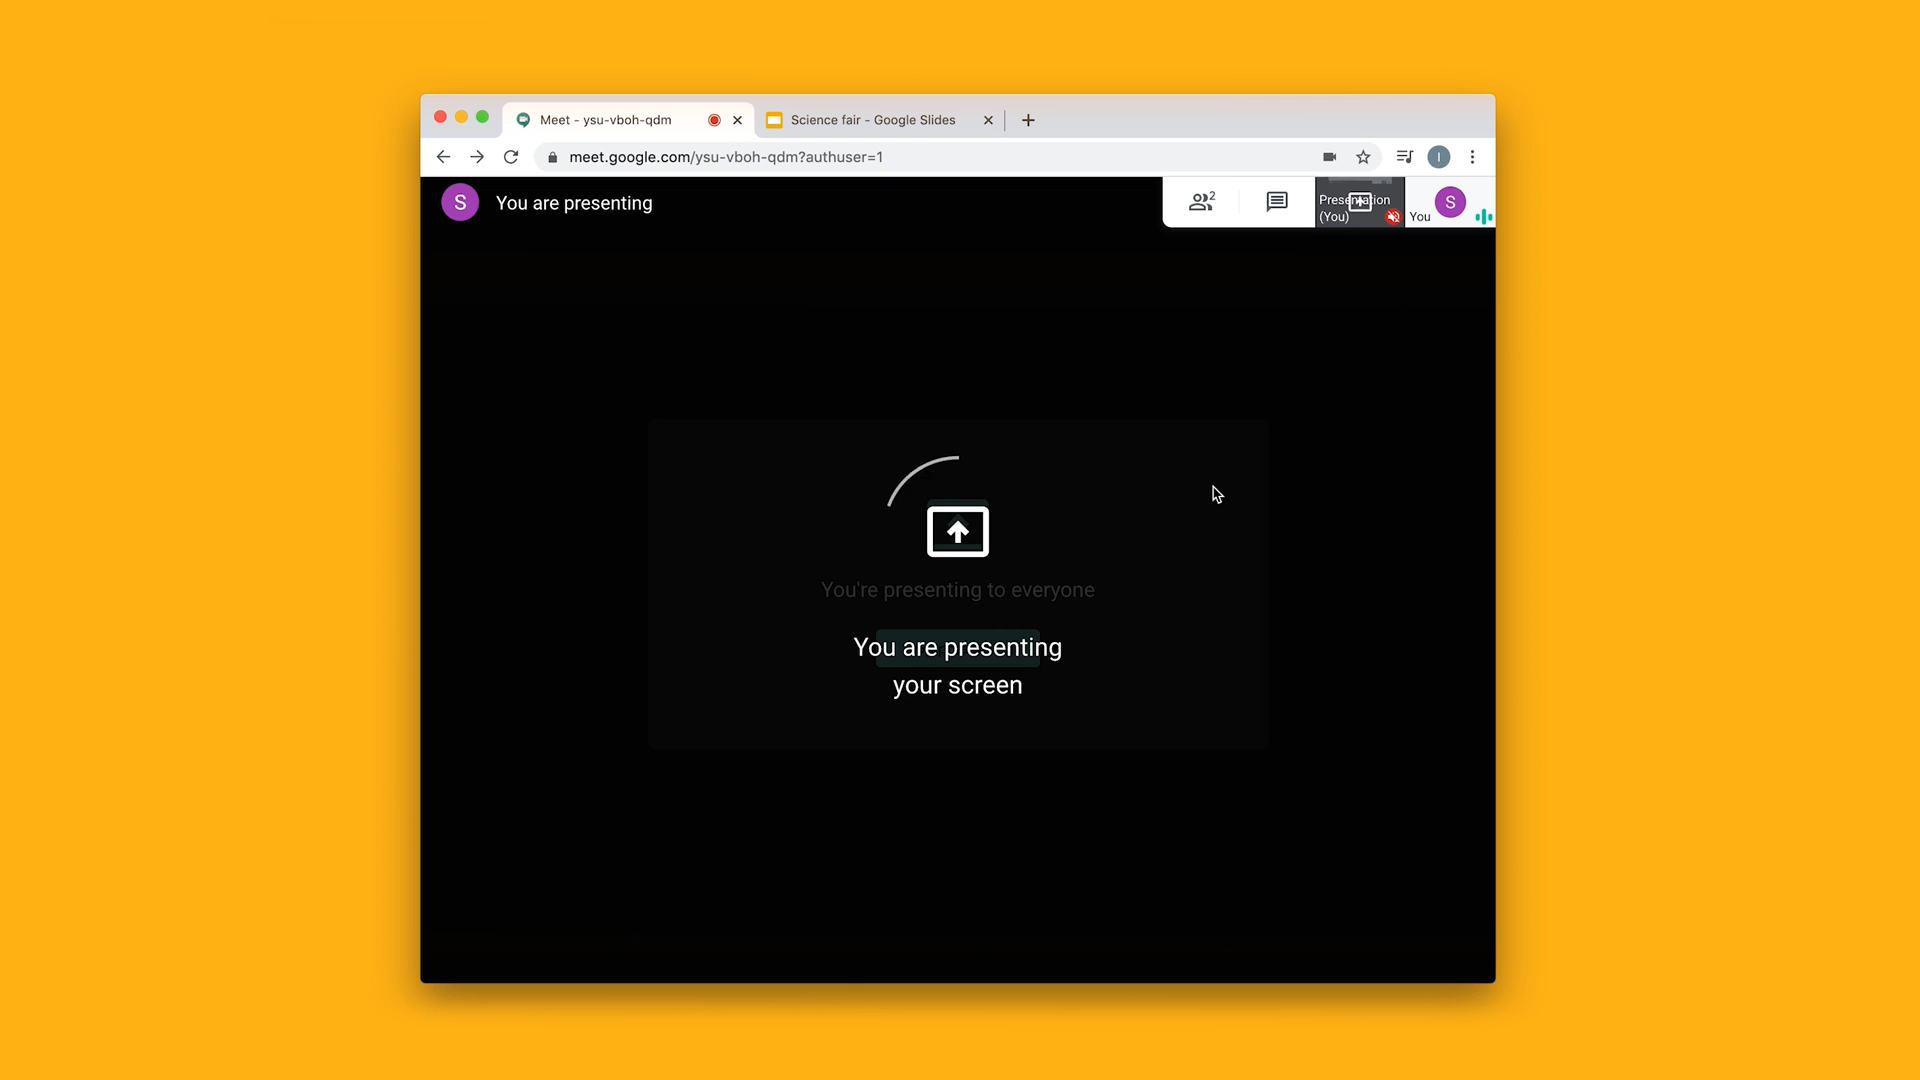 Meet - ysu-vboh-qdm
Science fair - Google Slides
meet.google.com/ysu-vboh-qdm?authuser=1
I
S
You are presenting
2
Presentation
(You)
You
S
You're presenting to everyone
You are presenting
your screen